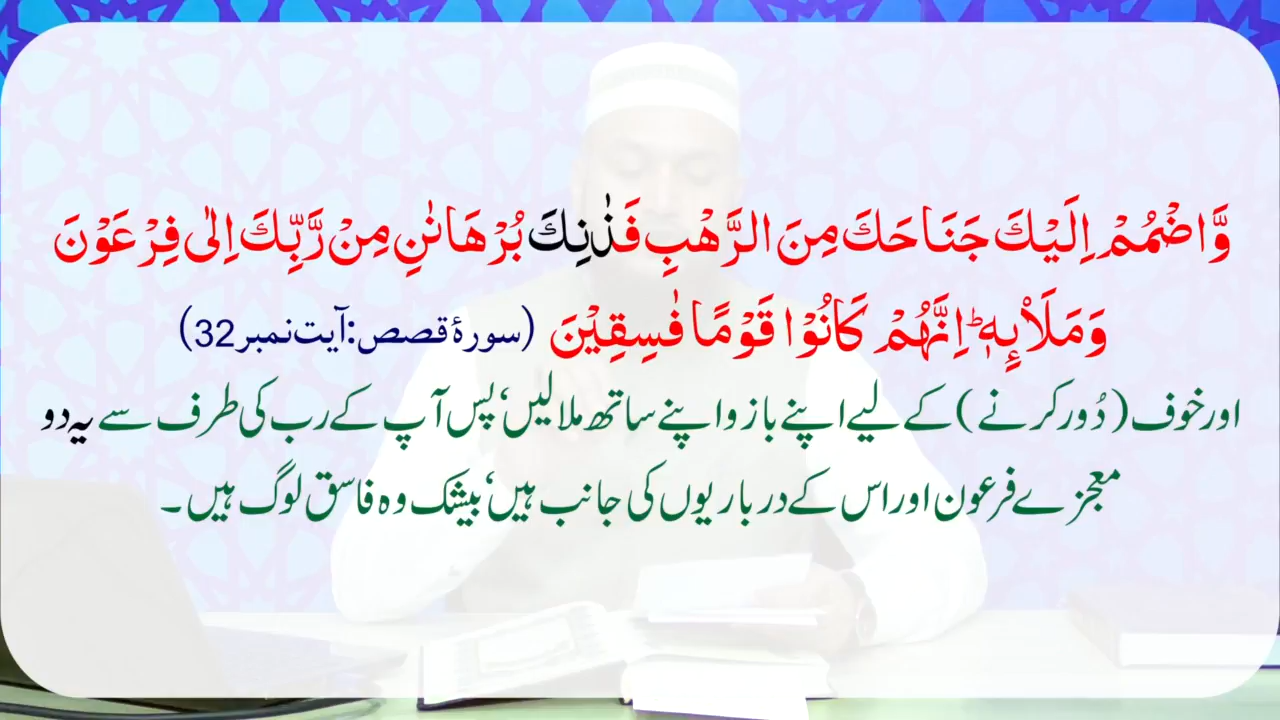 وَّاضْمُمْ اِلَيْكَ جَنَاحَكَ مِنَ الرَّهْبِ فَذٰنِكَ بُرْهَانٰنِ مِنْ رَّبِّكَ اِلٰى فِرْعَوْنَ
وَمَلَا۟ىِٕهٖ ؕ اِنَّهُمْ كَانُوْا قَوْمًا فٰسِقِيْنَ (سورۂ قصص: آیت نمبر 32)
اور خوف (دُور کرنے) کے لیے اپنے بازو اپنے ساتھ ملا لیں، پس آپ کے رب کی طرف سے یہ دو
معجزے فرعون اور اس کے درباریوں کی جانب ہیں، بیشک وہ فاسق لوگ ہیں۔